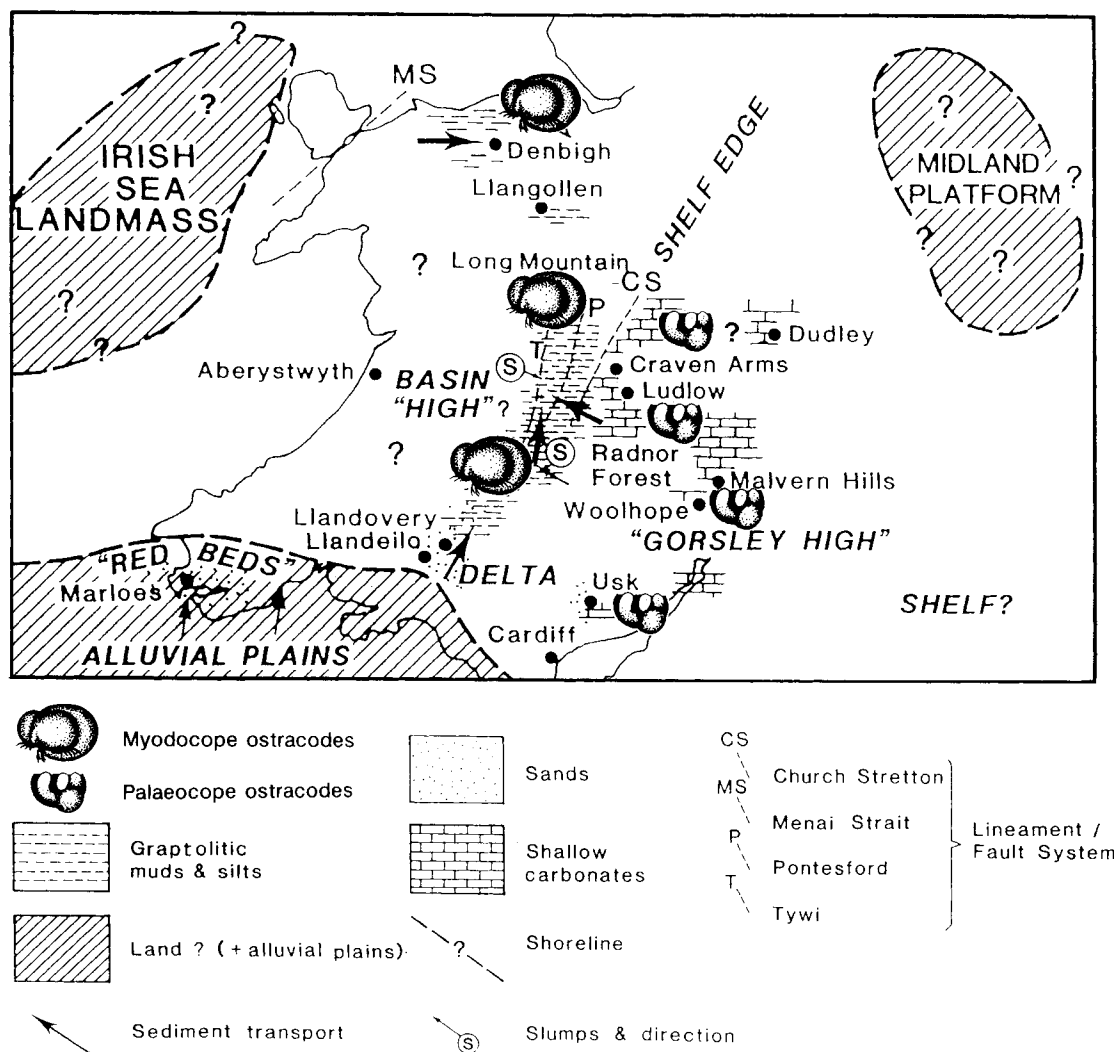 ?
MS
?
IRISH
SEA
LANDMASS
?
?
Denbigh
Llangollen
SHELF EDGE
?
MIDLAND
PLATFORM
?
?
?
Long Mountain
CS
P
T
S
?
Dudley
Aberystwyth
BASIN
"HIGH"?
Craven Arms
Ludlow
?
S
Radnor
Forest
Malvern Hills
Woolhope
"GORSLEY HIGH"
Llandovery
Llandeilo
"RED BEDS"
Marloes
DELTA
Usk
SHELF?
Cardiff
ALLUVIAL PLAINS
Myodocope ostracodes
Palaeocope ostracodes
Graptolitic
muds & silts
Land ? (+ alluvial plains)
Sediment transport
Sands
Shallow
carbonates
?
Shoreline
S
Slumps & direction
CS
Church Stretton
MS
Menai Strait
P
Pontesford
T
Tywi
Lineament /
Fault System